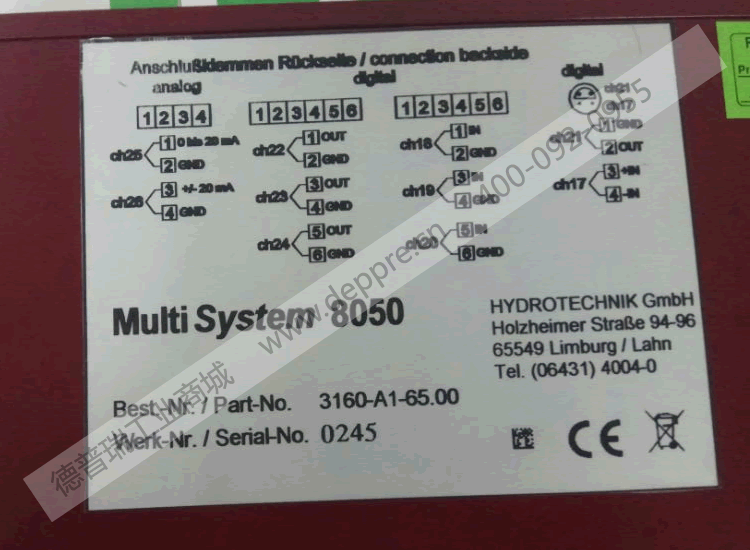 Anschlußklemmen Rückseite / connection backside
analog
digital
digital
1 2 3 4
1 2 3 4 5 6
1 2 3 4 5 6
ch21
ch17
ch25
1 0 bis 20 mA
2 GND
ch26
3 +/- 20 mA
4 GND
ch22
1 OUT
2 GND
ch23
3 OUT
4 GND
ch24
5 OUT
6 GND
ch18
1 IN
2 GND
ch19
3 IN
4 GND
ch20
5 IN
6 GND
ch21
1 GND
2 OUT
ch17
3 +IN
4 -IN
Multi System 8050
HYDROTECHNIK GmbH
Holzheimer Straße 94-96
65549 Limburg / Lahn
Tel. (06431) 4004-0
Best.-Nr. / Part-No. 3160-A1-65.00
Werk-Nr. / Serial-No. 0245
CE
德普瑞工业商城 www.deppre.cn